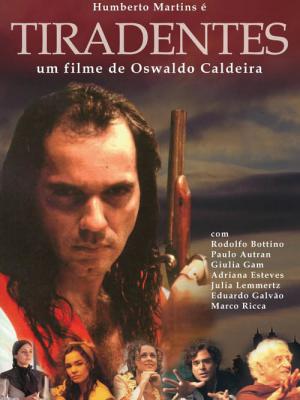 Humberto Martins é
TIRADENTES
um filme de Oswaldo Caldeira
com
Rodolfo Bottino
Paulo Autran
Giulia Gam
Adriana Esteves
Julia Lemmertz
Eduardo Galvão
Marco Ricca